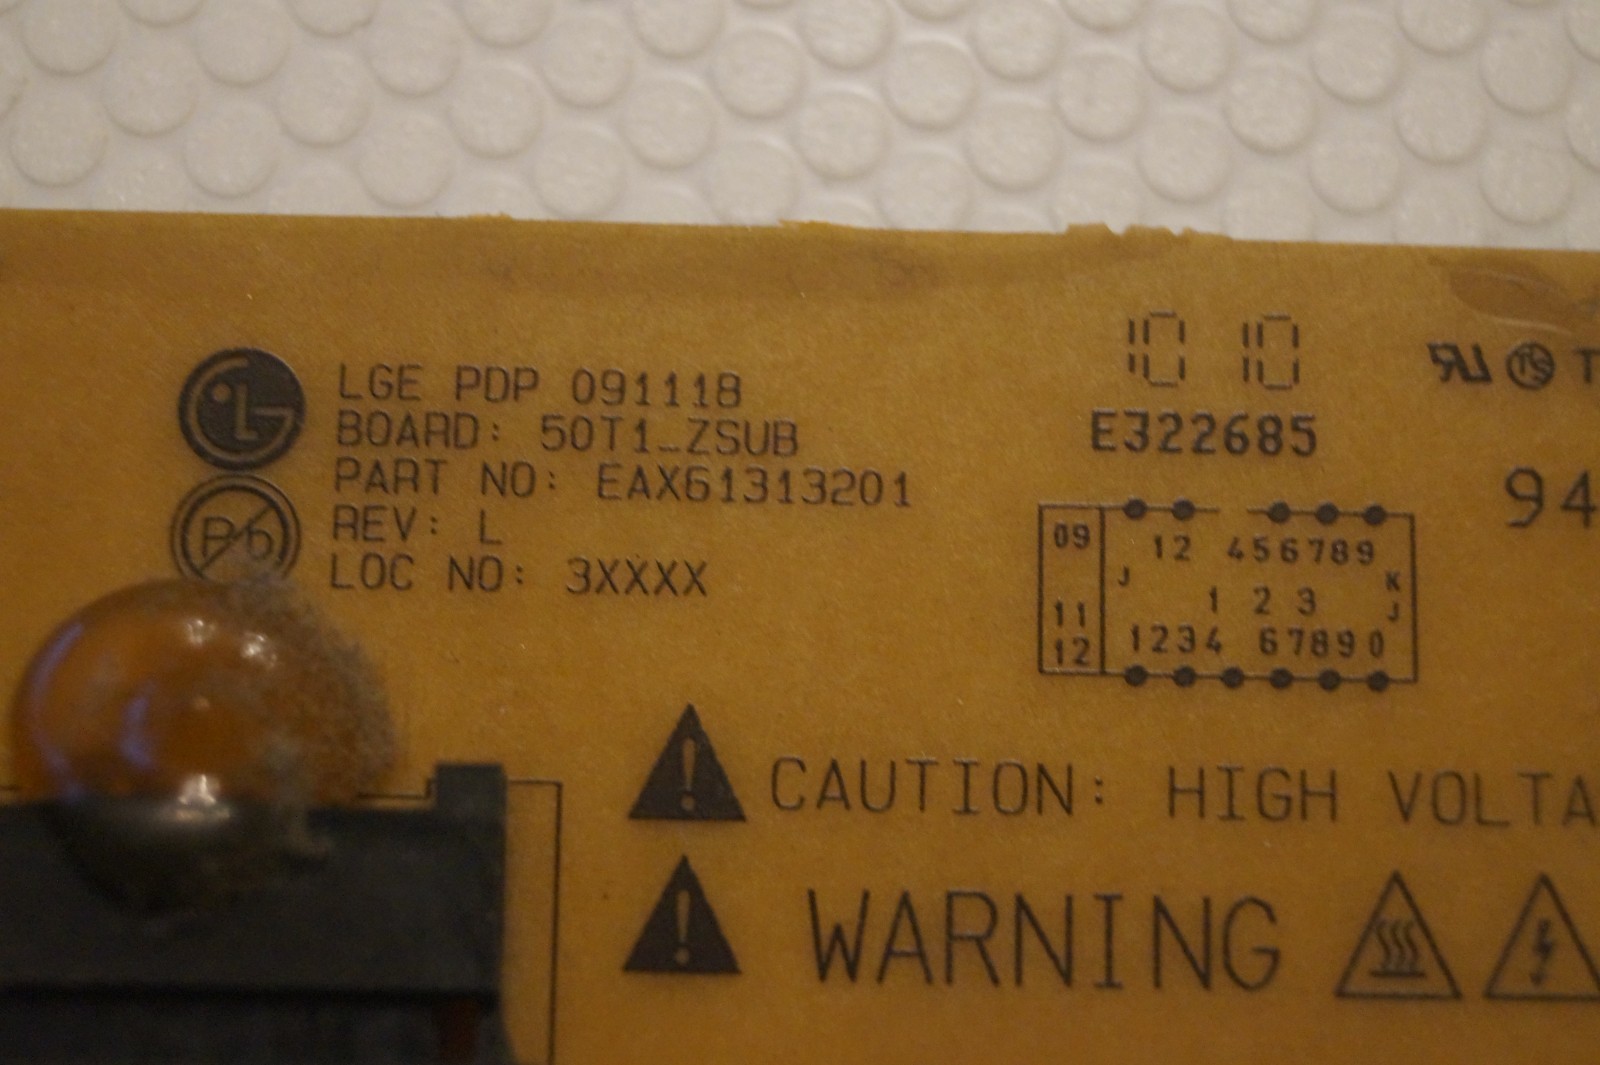 LGE PDP 091118
BOARD: 50T1_ZSUB
PART NO: EAX61313201
REV: L
LOC NO: 3XXXX
Pb
10 10
E322685
94
09
11
12
12 456789
J K
1 2 3 J
1234 67890
CAUTION: HIGH VOLTA
WARNING